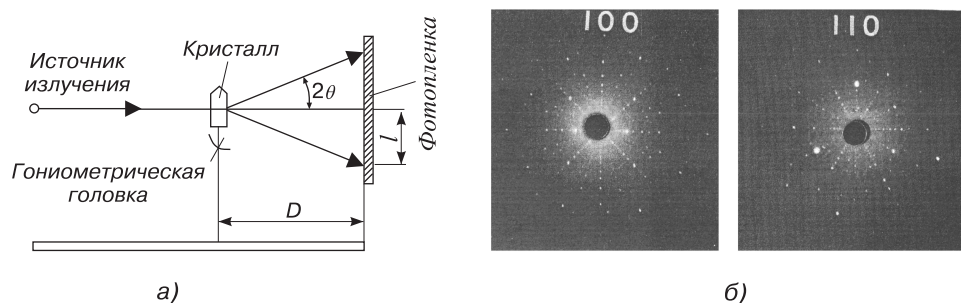 Источник
излучения
Кристалл
2θ
Фотопленка
l
Гониометрическая
головка
D
а)
100
110
б)